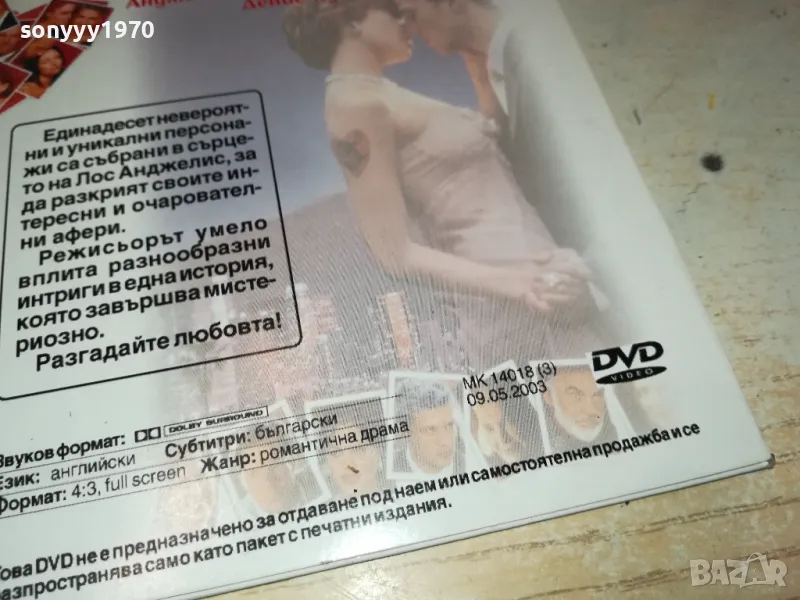 sonyyy1970
Единадесет невероят-
ни и уникални персона-
жи са събрани в сърце-
то на Лос Анджелис, за
да разкрият своите ин-
тересни и очаровател-
ни афери.
Режисьорът умело
вплита разнообразни
интриги в една история,
която завършва мисте-
риозно.
Разгадайте любовта!
DVD
VIDEO
МК 14018 (3)
09.05.2003
Звуков формат: DOLBY SURROUND
Език: английски Субтитри: български
Формат: 4:3, full screen Жанр: романтична драма
Това DVD не е предназначено за отдаване под наем или самостоятелна продажба и се
разпространява само като пакет с печатни издания.
BAZAR